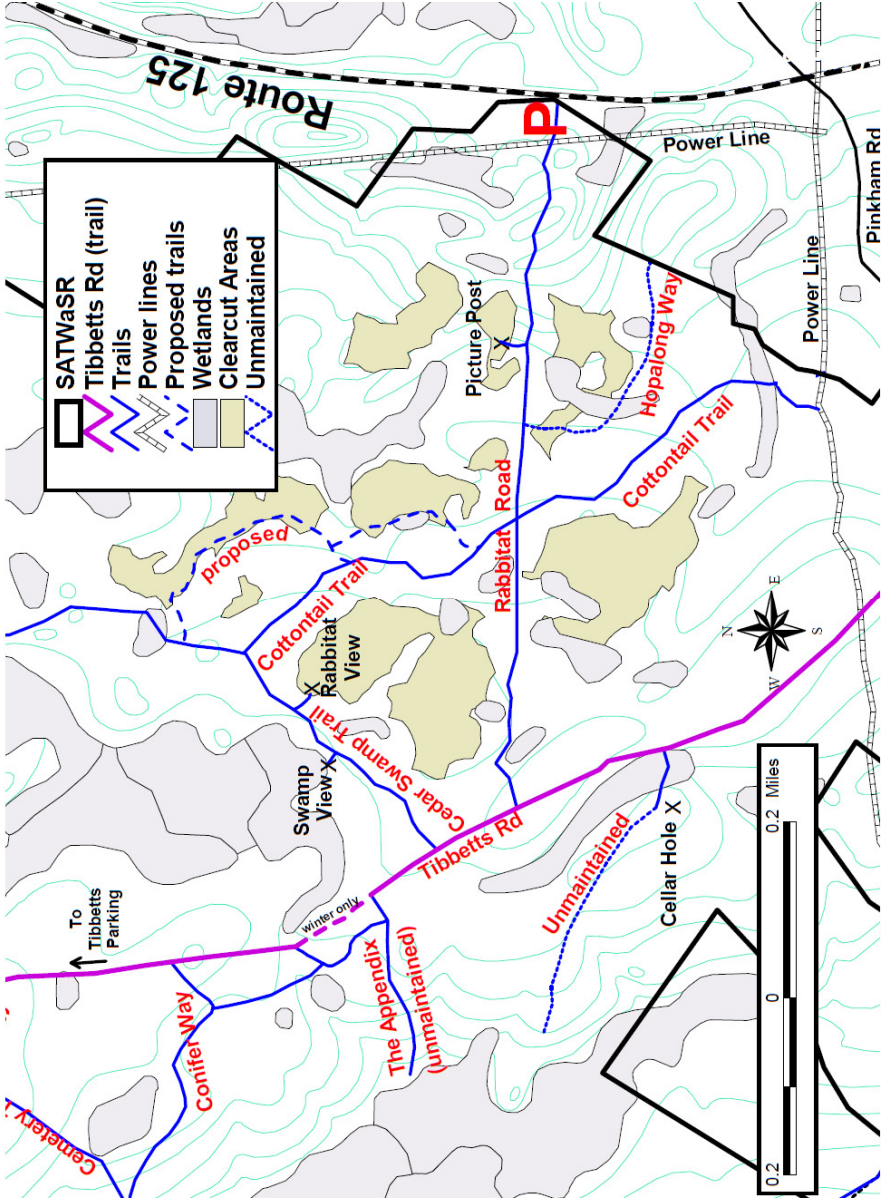 Route 125
SATWaSR
Tibbetts Rd (trail)
Trails
Power lines
Proposed trails
Wetlands
Clearcut Areas
Unmaintained
P
Power Line
Pinkham Rd
Power Line
Picture Post
Hopalong Way
Cottontail Trail
Rabbitat Road
proposed
Cottontail Trail
Rabbitat
View
Cedar Swamp Trail
Swamp
View
Tibbetts Rd
N
E
S
W
winter only
To
Tibbetts
Parking
Unmaintained
Cellar Hole X
The Appendix
(unmaintained)
Conifer Way
Cemetery
0.2
0
0.2 Miles
X
X
X